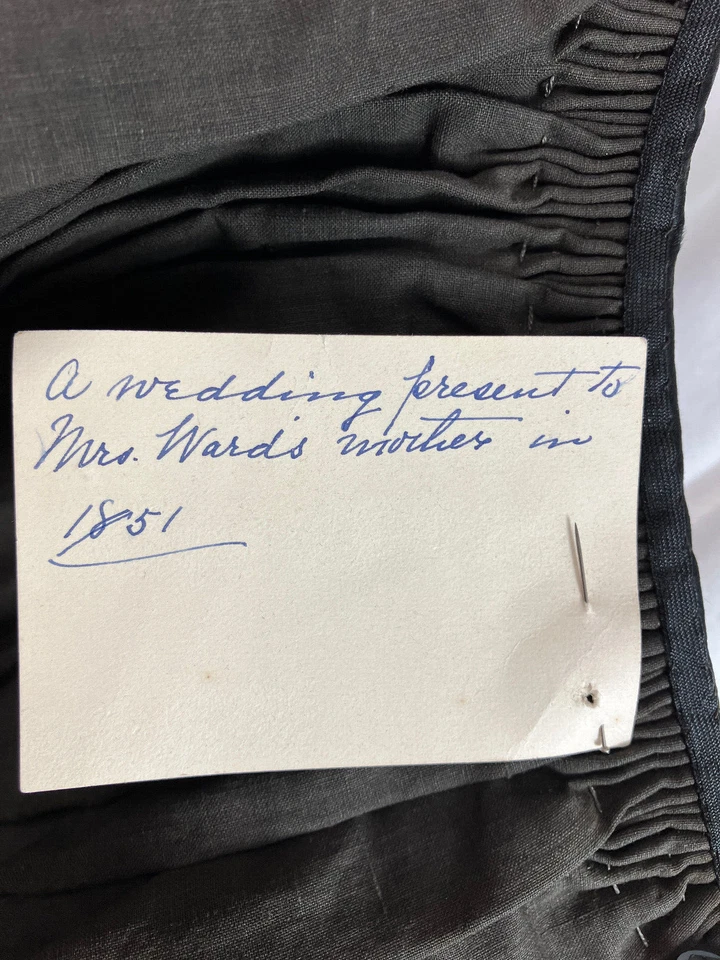 A wedding present to
Mrs. Ward's mother in
1851